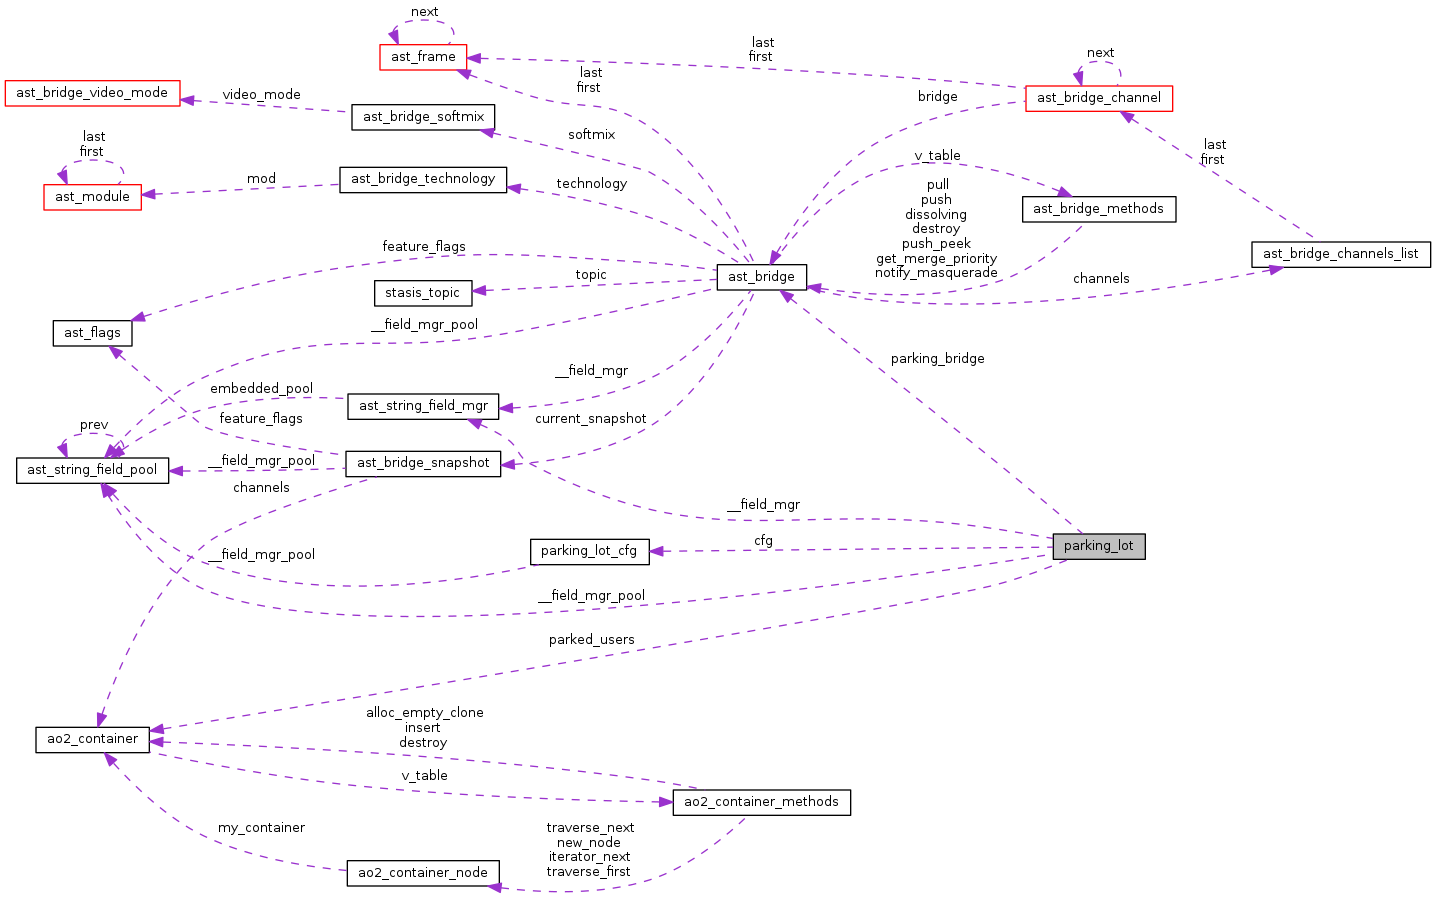 next
last
first
ast_frame
next
last
first
ast_bridge_video_mode
video_mode
bridge
ast_bridge_channel
ast_bridge_softmix
softmix
last
first
last
first
v_table
mod
ast_bridge_technology
technology
pull
push
dissolving
destroy
push_peek
get_merge_priority
notify_masquerade
ast_module
ast_bridge_methods
feature_flags
ast_bridge_channels_list
topic
ast_bridge
channels
stasis_topic
ast_flags
__field_mgr_pool
parking_bridge
__field_mgr
embedded_pool
ast_string_field_mgr
feature_flags
current_snapshot
prev
ast_string_field_pool
__field_mgr_pool
ast_bridge_snapshot
channels
__field_mgr
cfg
parking_lot
__field_mgr_pool
parking_lot_cfg
__field_mgr_pool
parked_users
alloc_empty_clone
insert
destroy
ao2_container
v_table
ao2_container_methods
my_container
traverse_next
new_node
iterator_next
traverse_first
ao2_container_node